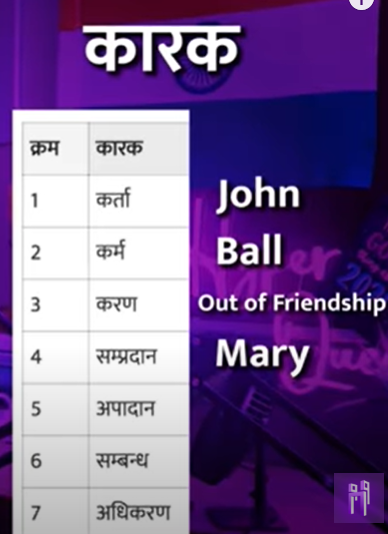 कारक
क्रम कारक
1 कर्ता John
2 कर्म Ball
3 करण Out of Friendship
4 सम्प्रदान Mary
5 अपादान
6 सम्बन्ध
7 अधिकरण